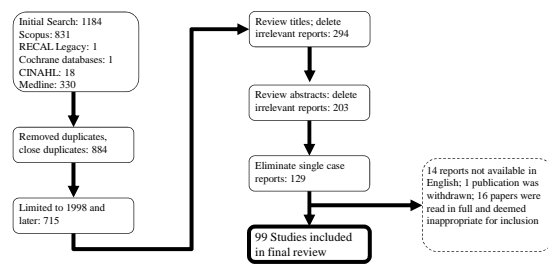 Initial Search: 1184
Scopus: 831
RECAL Legacy: 1
Cochrane databases: 1
CINAHL: 18
Medline: 330
Removed duplicates,
close duplicates: 884
Limited to 1998 and
later: 715
Review titles; delete
irrelevant reports: 294
Review abstracts: delete
irrelevant reports: 203
Eliminate single case
reports: 129
99 Studies included
in final review
14 reports not available in
English; 1 publication was
withdrawn; 16 papers were
read in full and deemed
inappropriate for inclusion